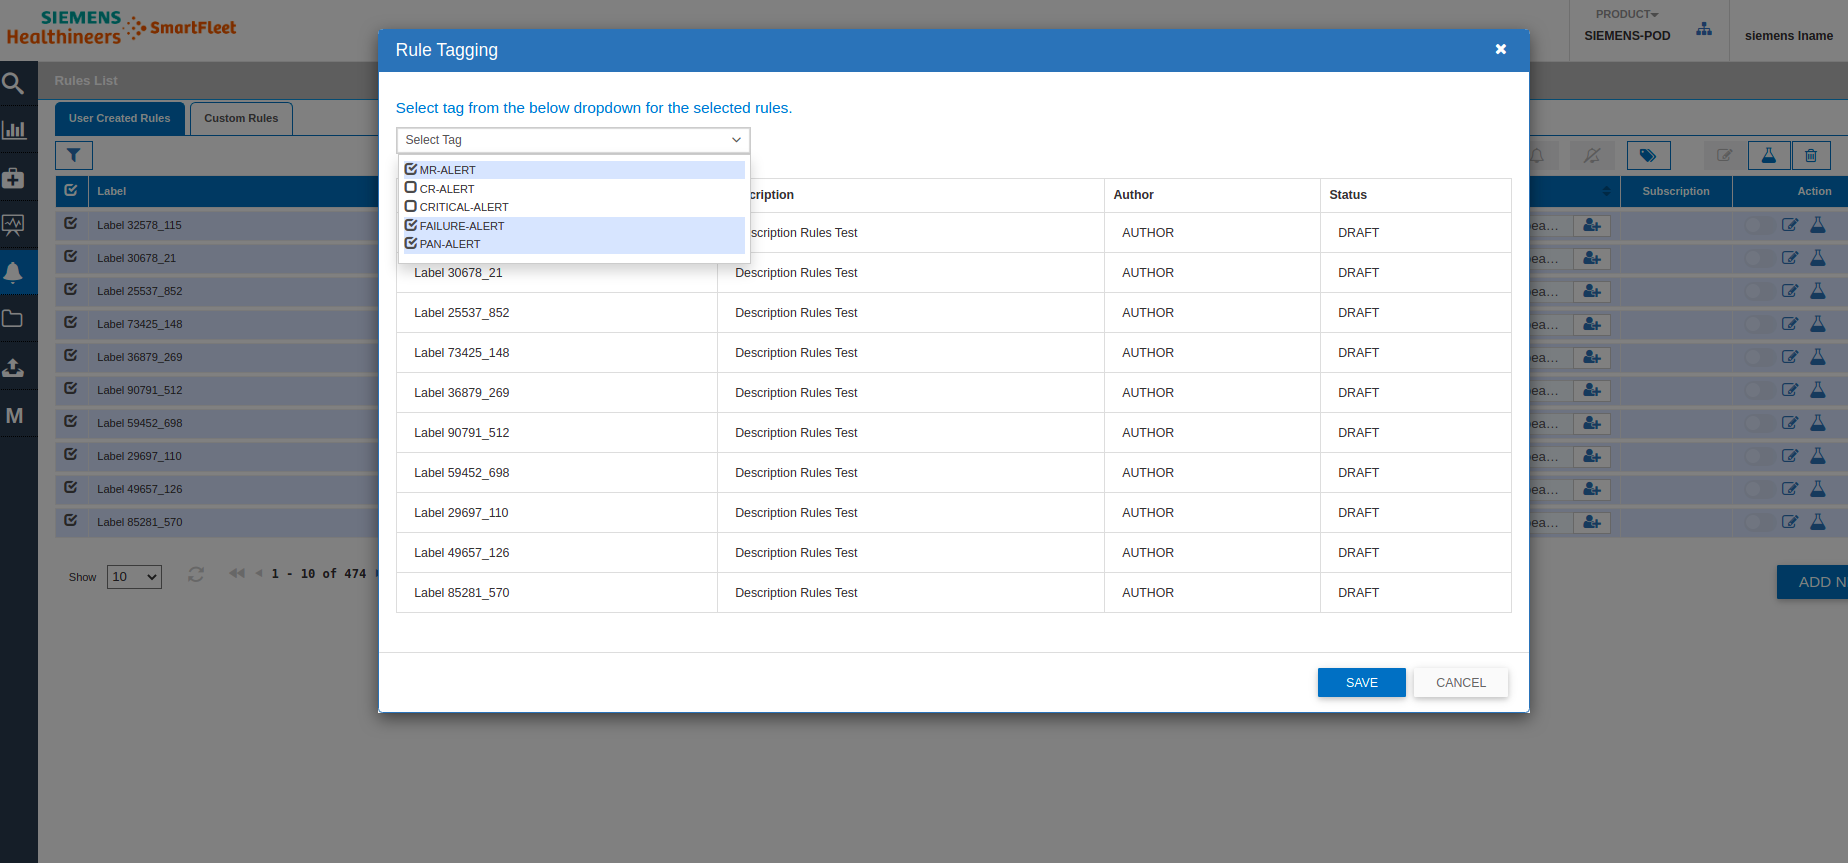 SIEMENS
Healthineers
SmartFleet
PRODUCT
SIEMENS-POD
siemens lname
Rules List
User Created Rules
Custom Rules
Label
Subscription
Action
Label 32578_115
Label 30678_21
Label 25537_852
Label 73425_148
Label 36879_269
Label 90791_512
Label 59452_698
Label 29697_110
Label 49657_126
Label 85281_570
M
Show 10
1 - 10 of 474
ADD N
Rule Tagging
Select tag from the below dropdown for the selected rules.
Select Tag
MR-ALERT
CR-ALERT
CRITICAL-ALERT
FAILURE-ALERT
PAN-ALERT
cription Author Status
scription Rules Test AUTHOR DRAFT
Label 30678_21 Description Rules Test AUTHOR DRAFT
Label 25537_852 Description Rules Test AUTHOR DRAFT
Label 73425_148 Description Rules Test AUTHOR DRAFT
Label 36879_269 Description Rules Test AUTHOR DRAFT
Label 90791_512 Description Rules Test AUTHOR DRAFT
Label 59452_698 Description Rules Test AUTHOR DRAFT
Label 29697_110 Description Rules Test AUTHOR DRAFT
Label 49657_126 Description Rules Test AUTHOR DRAFT
Label 85281_570 Description Rules Test AUTHOR DRAFT
SAVE CANCEL